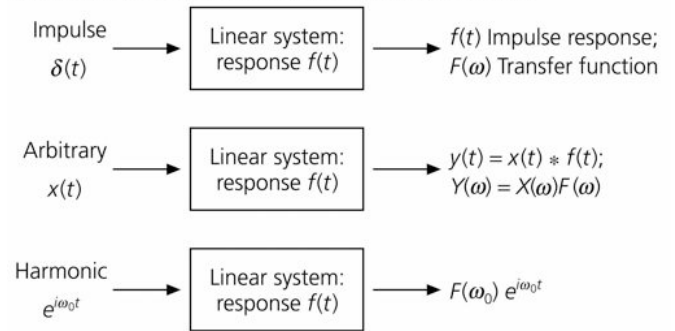 Impulse
δ(t)
Linear system:
response f(t)
f(t) Impulse response;
F(ω) Transfer function
Arbitrary
x(t)
Linear system:
response f(t)
y(t) = x(t) * f(t);
Y(ω) = X(ω)F(ω)
Harmonic
e^{iω₀t}
Linear system:
response f(t)
F(ω₀) e^{iω₀t}